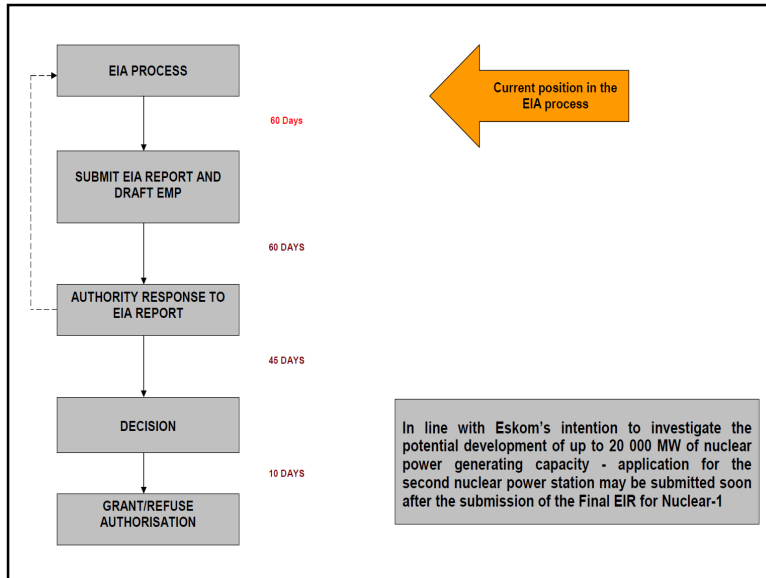 EIA PROCESS
Current position in the
EIA process
60 Days
SUBMIT EIA REPORT AND
DRAFT EMP
60 DAYS
AUTHORITY RESPONSE TO
EIA REPORT
45 DAYS
DECISION
In line with Eskom's intention to investigate the
potential development of up to 20 000 MW of nuclear
power generating capacity - application for the
second nuclear power station may be submitted soon
after the submission of the Final EIR for Nuclear-1
10 DAYS
GRANT/REFUSE
AUTHORISATION